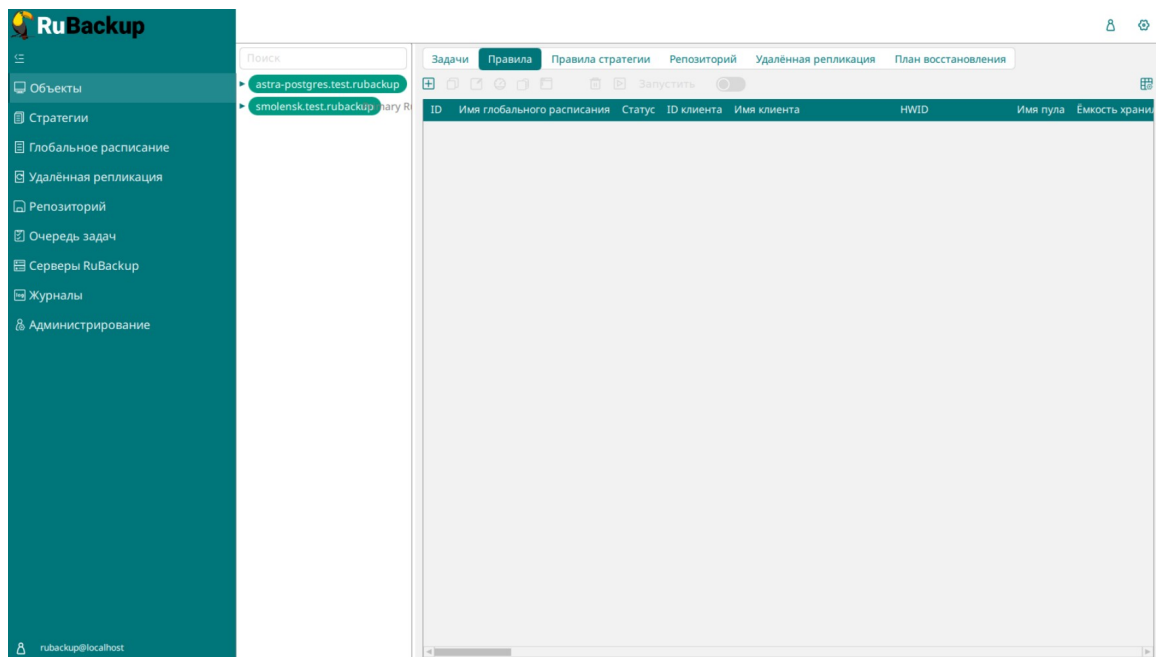 RuBackup
Объекты
Стратегии
Глобальное расписание
Удалённая репликация
Репозиторий
Очередь задач
Серверы RuBackup
Журналы
Администрирование
rubackup@localhost
Поиск
astra-postgres.test.rubackup
smolensk.test.rubackup
Задачи Правила Правила стратегии Репозиторий Удалённая репликация План восстановления
Запустить
ID Имя глобального расписания Статус ID клиента Имя клиента HWID Имя пула Ёмкость храни